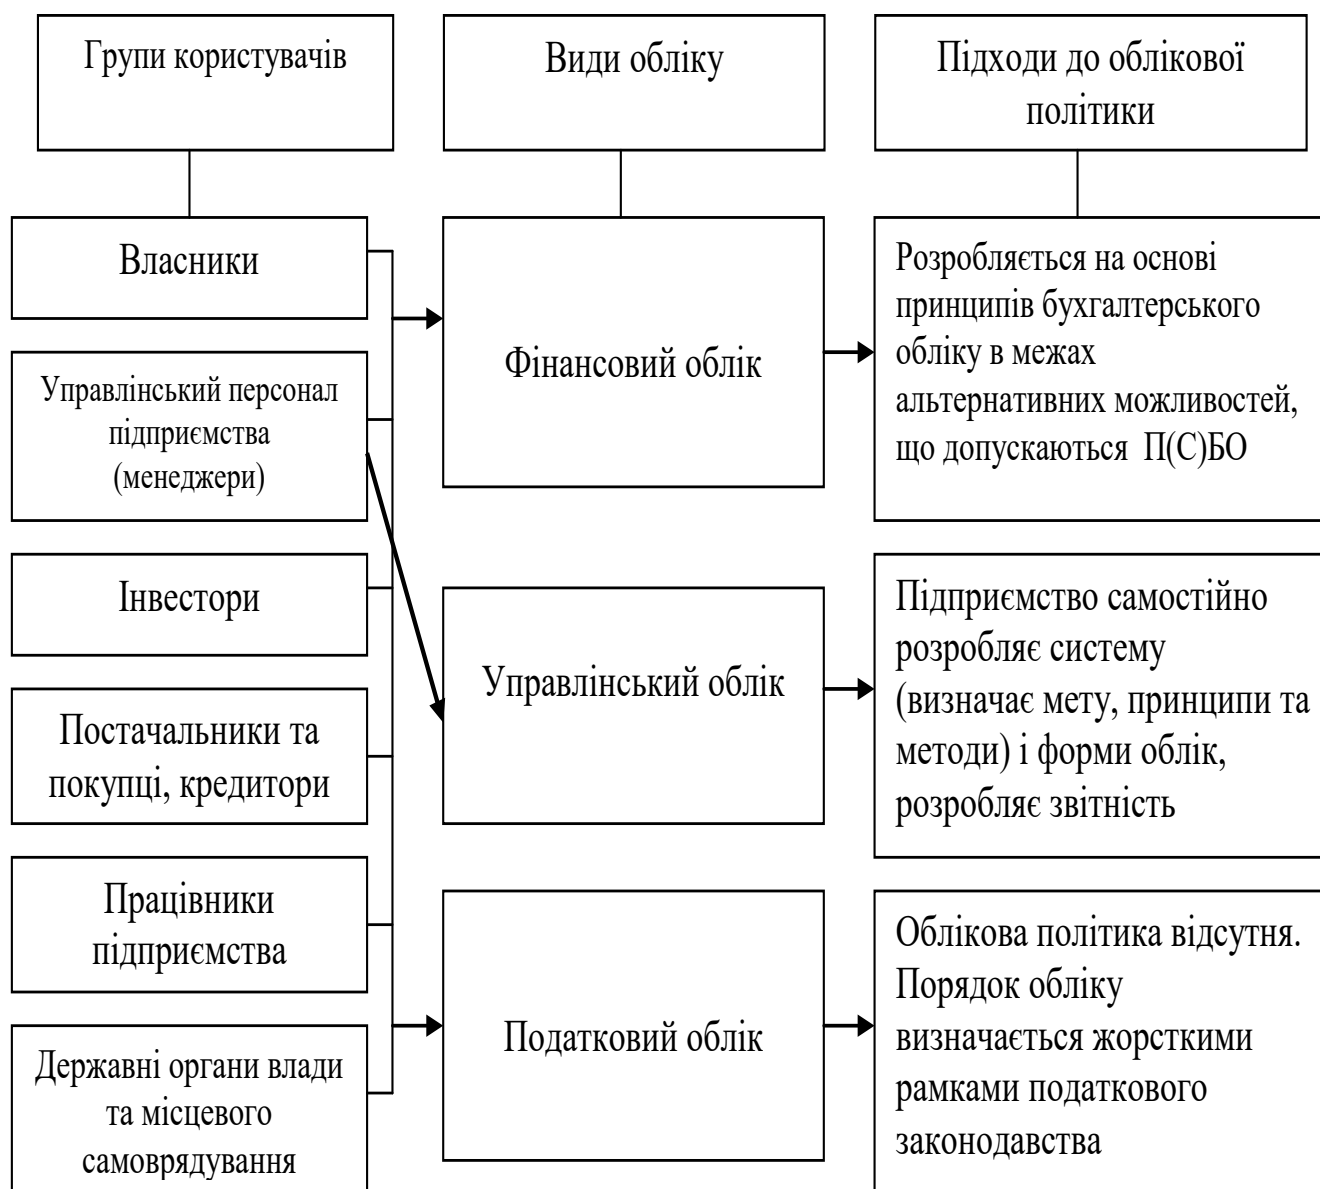 Групи користувачів
Види обліку
Підходи до облікової
політики
Власники
Управлінський персонал
підприємства
(менеджери)
Інвестори
Постачальники та
покупці, кредитори
Працівники
підприємства
Державні органи влади
та місцевого
самоврядування
Фінансовий облік
Управлінський облік
Податковий облік
Розробляється на основі
принципів бухгалтерського
обліку в межах
альтернативних можливостей,
що допускаються П(С)БО
Підприємство самостійно
розробляє систему
(визначає мету, принципи та
методи) і форми облік,
розробляє звітність
Облікова політика відсутня.
Порядок обліку
визначається жорсткими
рамками податкового
законодавства